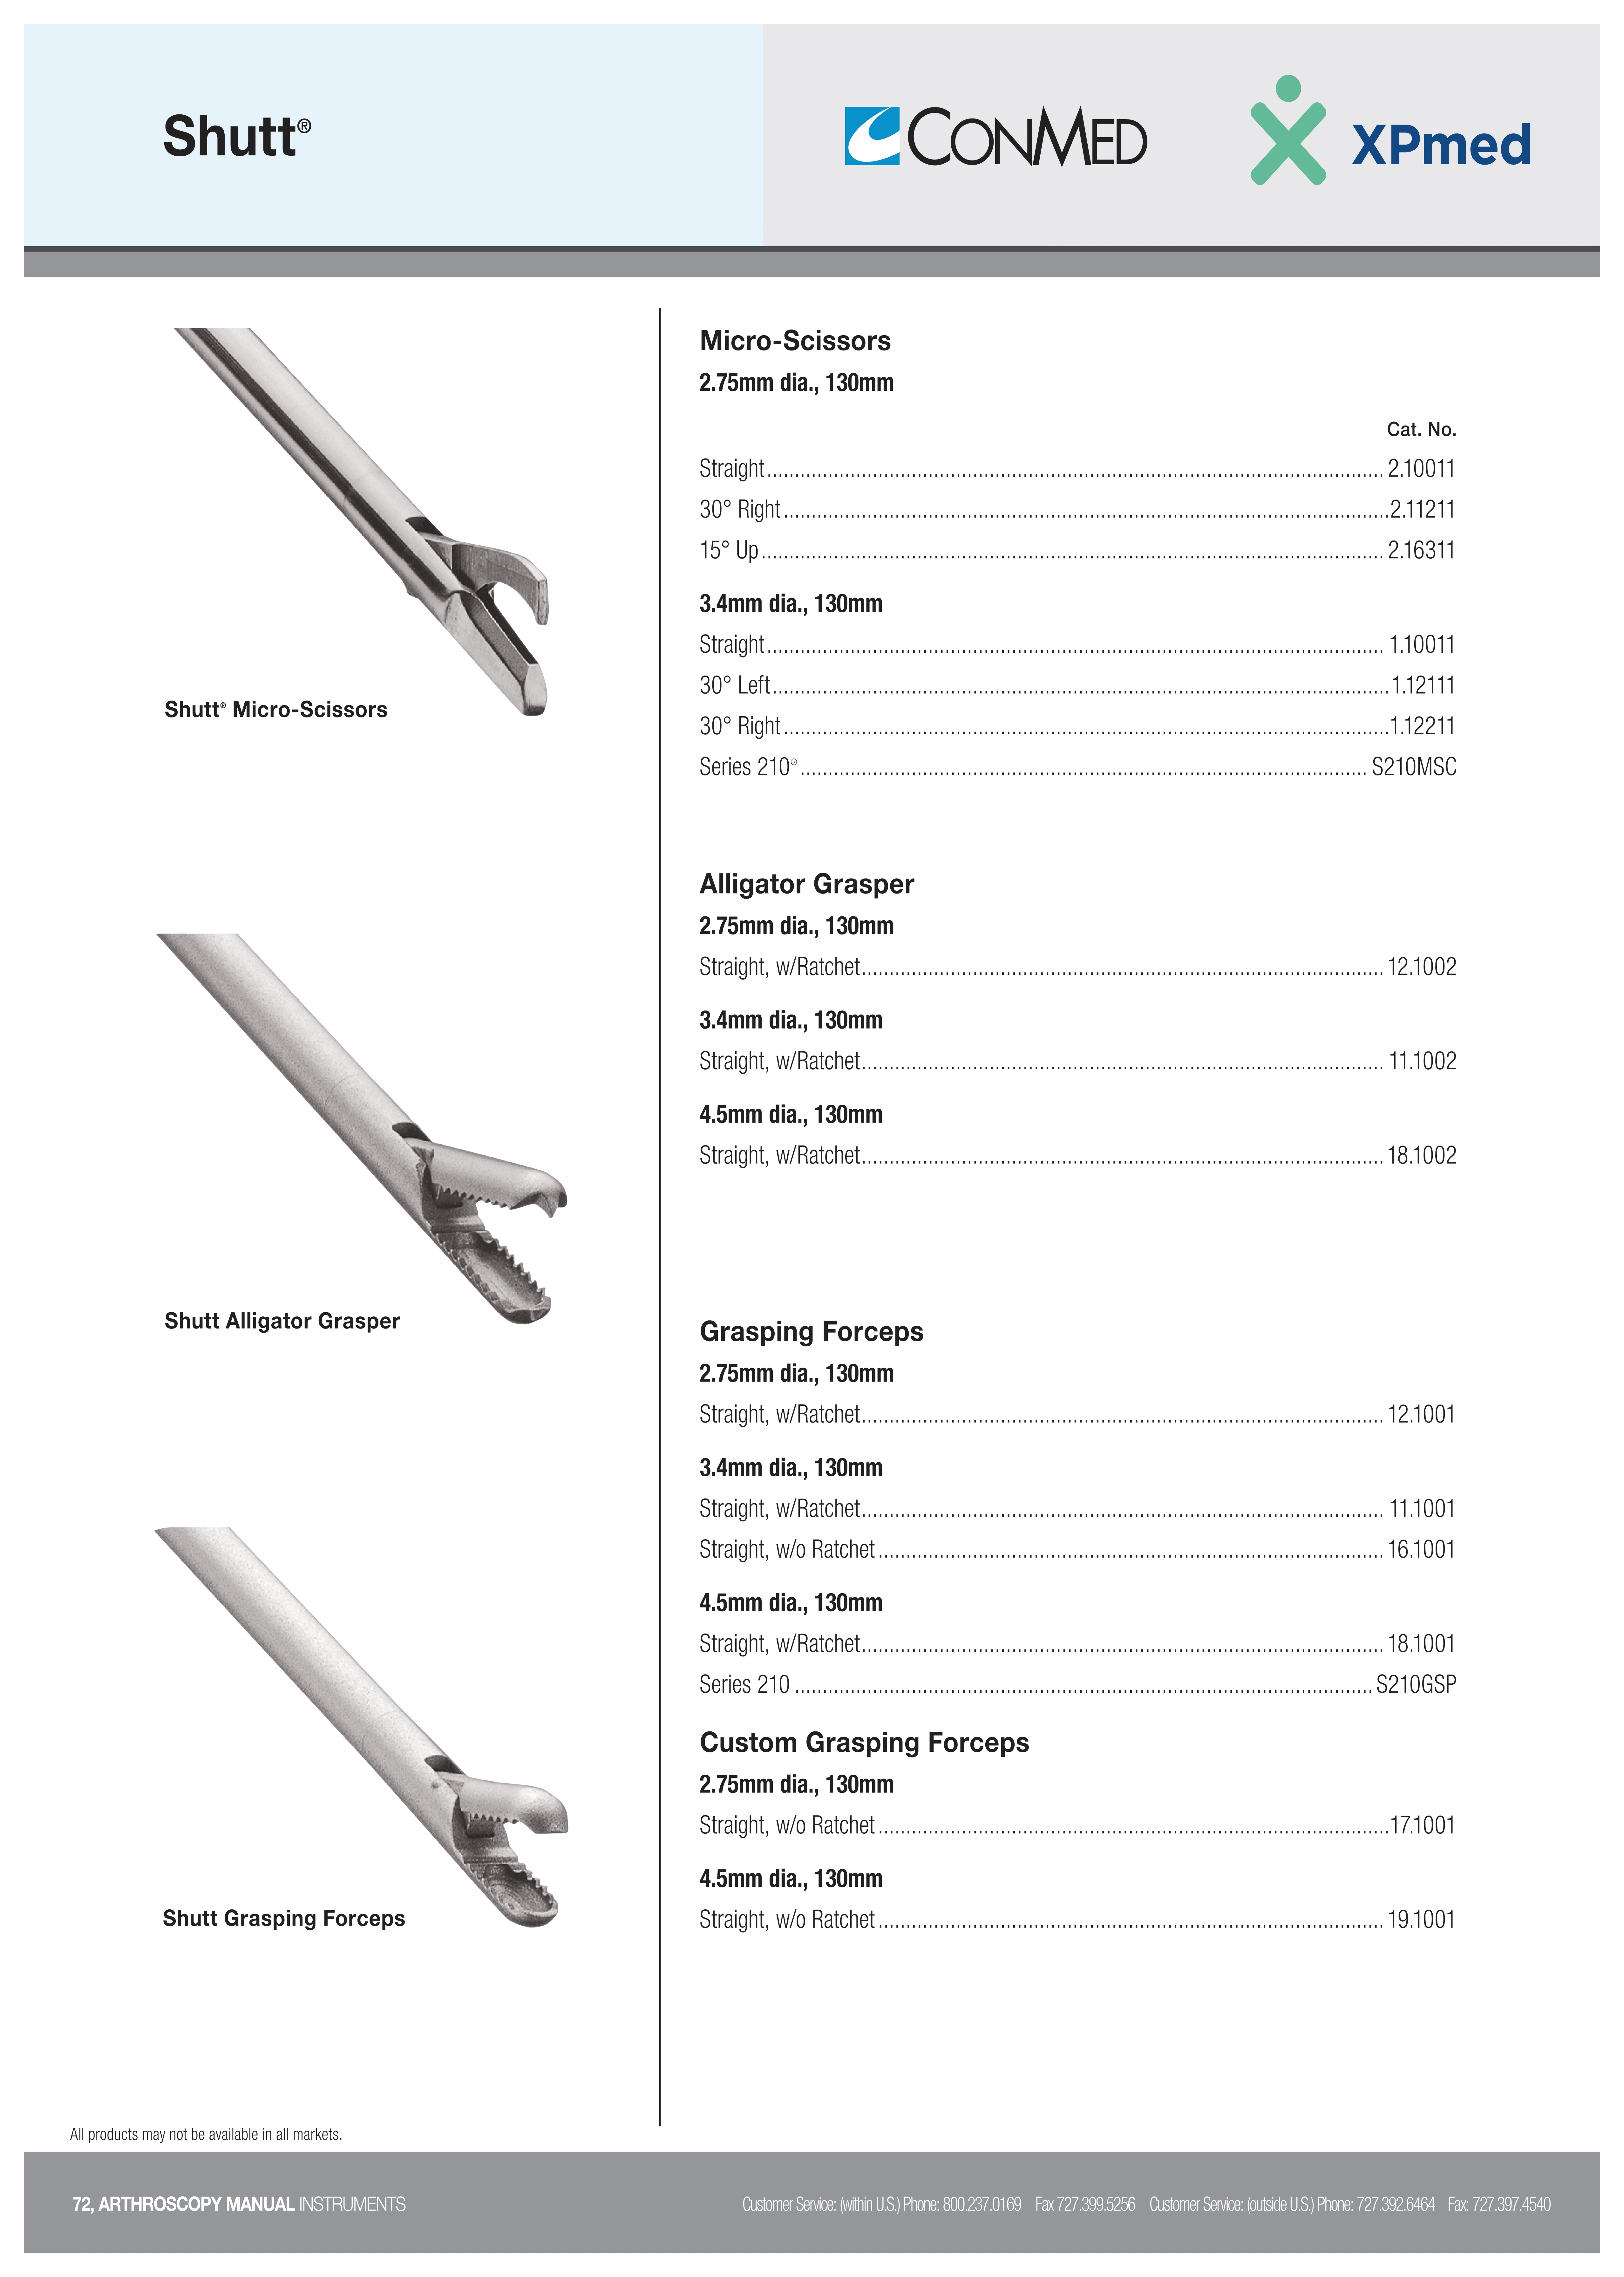 Shutt®
CONMED
XPmed
Micro-Scissors
2.75mm dia., 130mm
Cat. No.
Straight 2.10011
30° Right 2.11211
15° Up 2.16311
3.4mm dia., 130mm
Straight 1.10011
30° Left 1.12111
30° Right 1.12211
Series 210® S210MSC
Shutt® Micro-Scissors
Alligator Grasper
2.75mm dia., 130mm
Straight, w/Ratchet 12.1002
3.4mm dia., 130mm
Straight, w/Ratchet 11.1002
4.5mm dia., 130mm
Straight, w/Ratchet 18.1002
Shutt Alligator Grasper
Grasping Forceps
2.75mm dia., 130mm
Straight, w/Ratchet 12.1001
3.4mm dia., 130mm
Straight, w/Ratchet 11.1001
Straight, w/o Ratchet 16.1001
4.5mm dia., 130mm
Straight, w/Ratchet 18.1001
Series 210 S210GSP
Custom Grasping Forceps
2.75mm dia., 130mm
Straight, w/o Ratchet 17.1001
4.5mm dia., 130mm
Straight, w/o Ratchet 19.1001
Shutt Grasping Forceps
All products may not be available in all markets.
72, ARTHROSCOPY MANUAL INSTRUMENTS
Customer Service: (within U.S.) Phone: 800.237.0169 Fax 727.399.5256 Customer Service: (outside U.S.) Phone: 727.392.6464 Fax: 727.397.4540